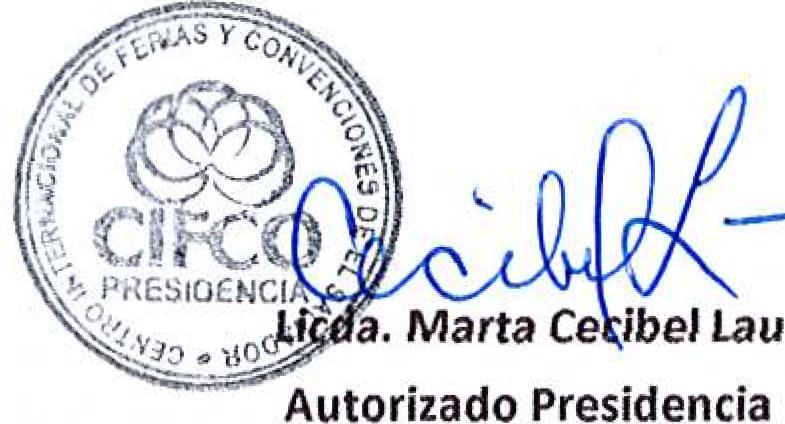 CENTRO INTERNACIONAL DE FERIAS Y CONVENCIONES DE EL SALVADOR
CIFCO
PRESIDENCIA
Licda. Marta Cecibel Lau
Autorizado Presidencia